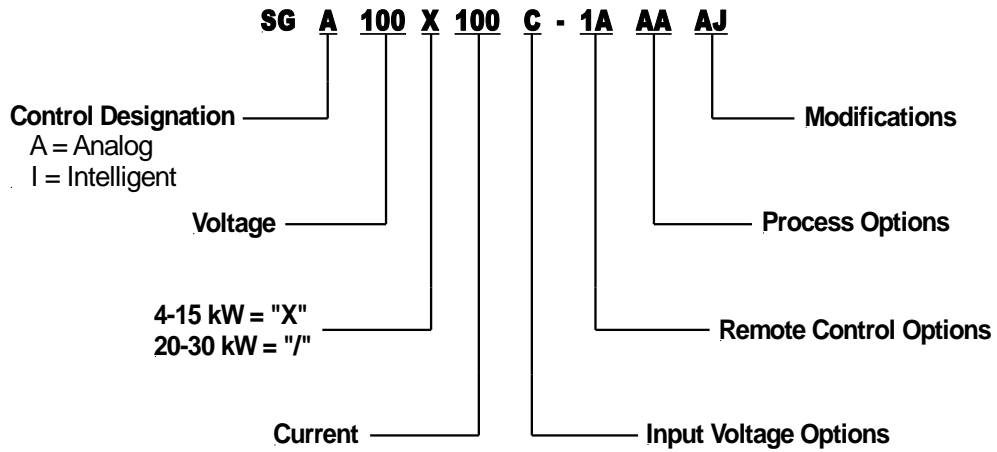 SG A 100 X 100 C - 1A AA AJ
Control Designation
A = Analog
I = Intelligent
Modifications
Voltage
Process Options
4-15 kW = "X"
20-30 kW = "/"
Remote Control Options
Current
Input Voltage Options